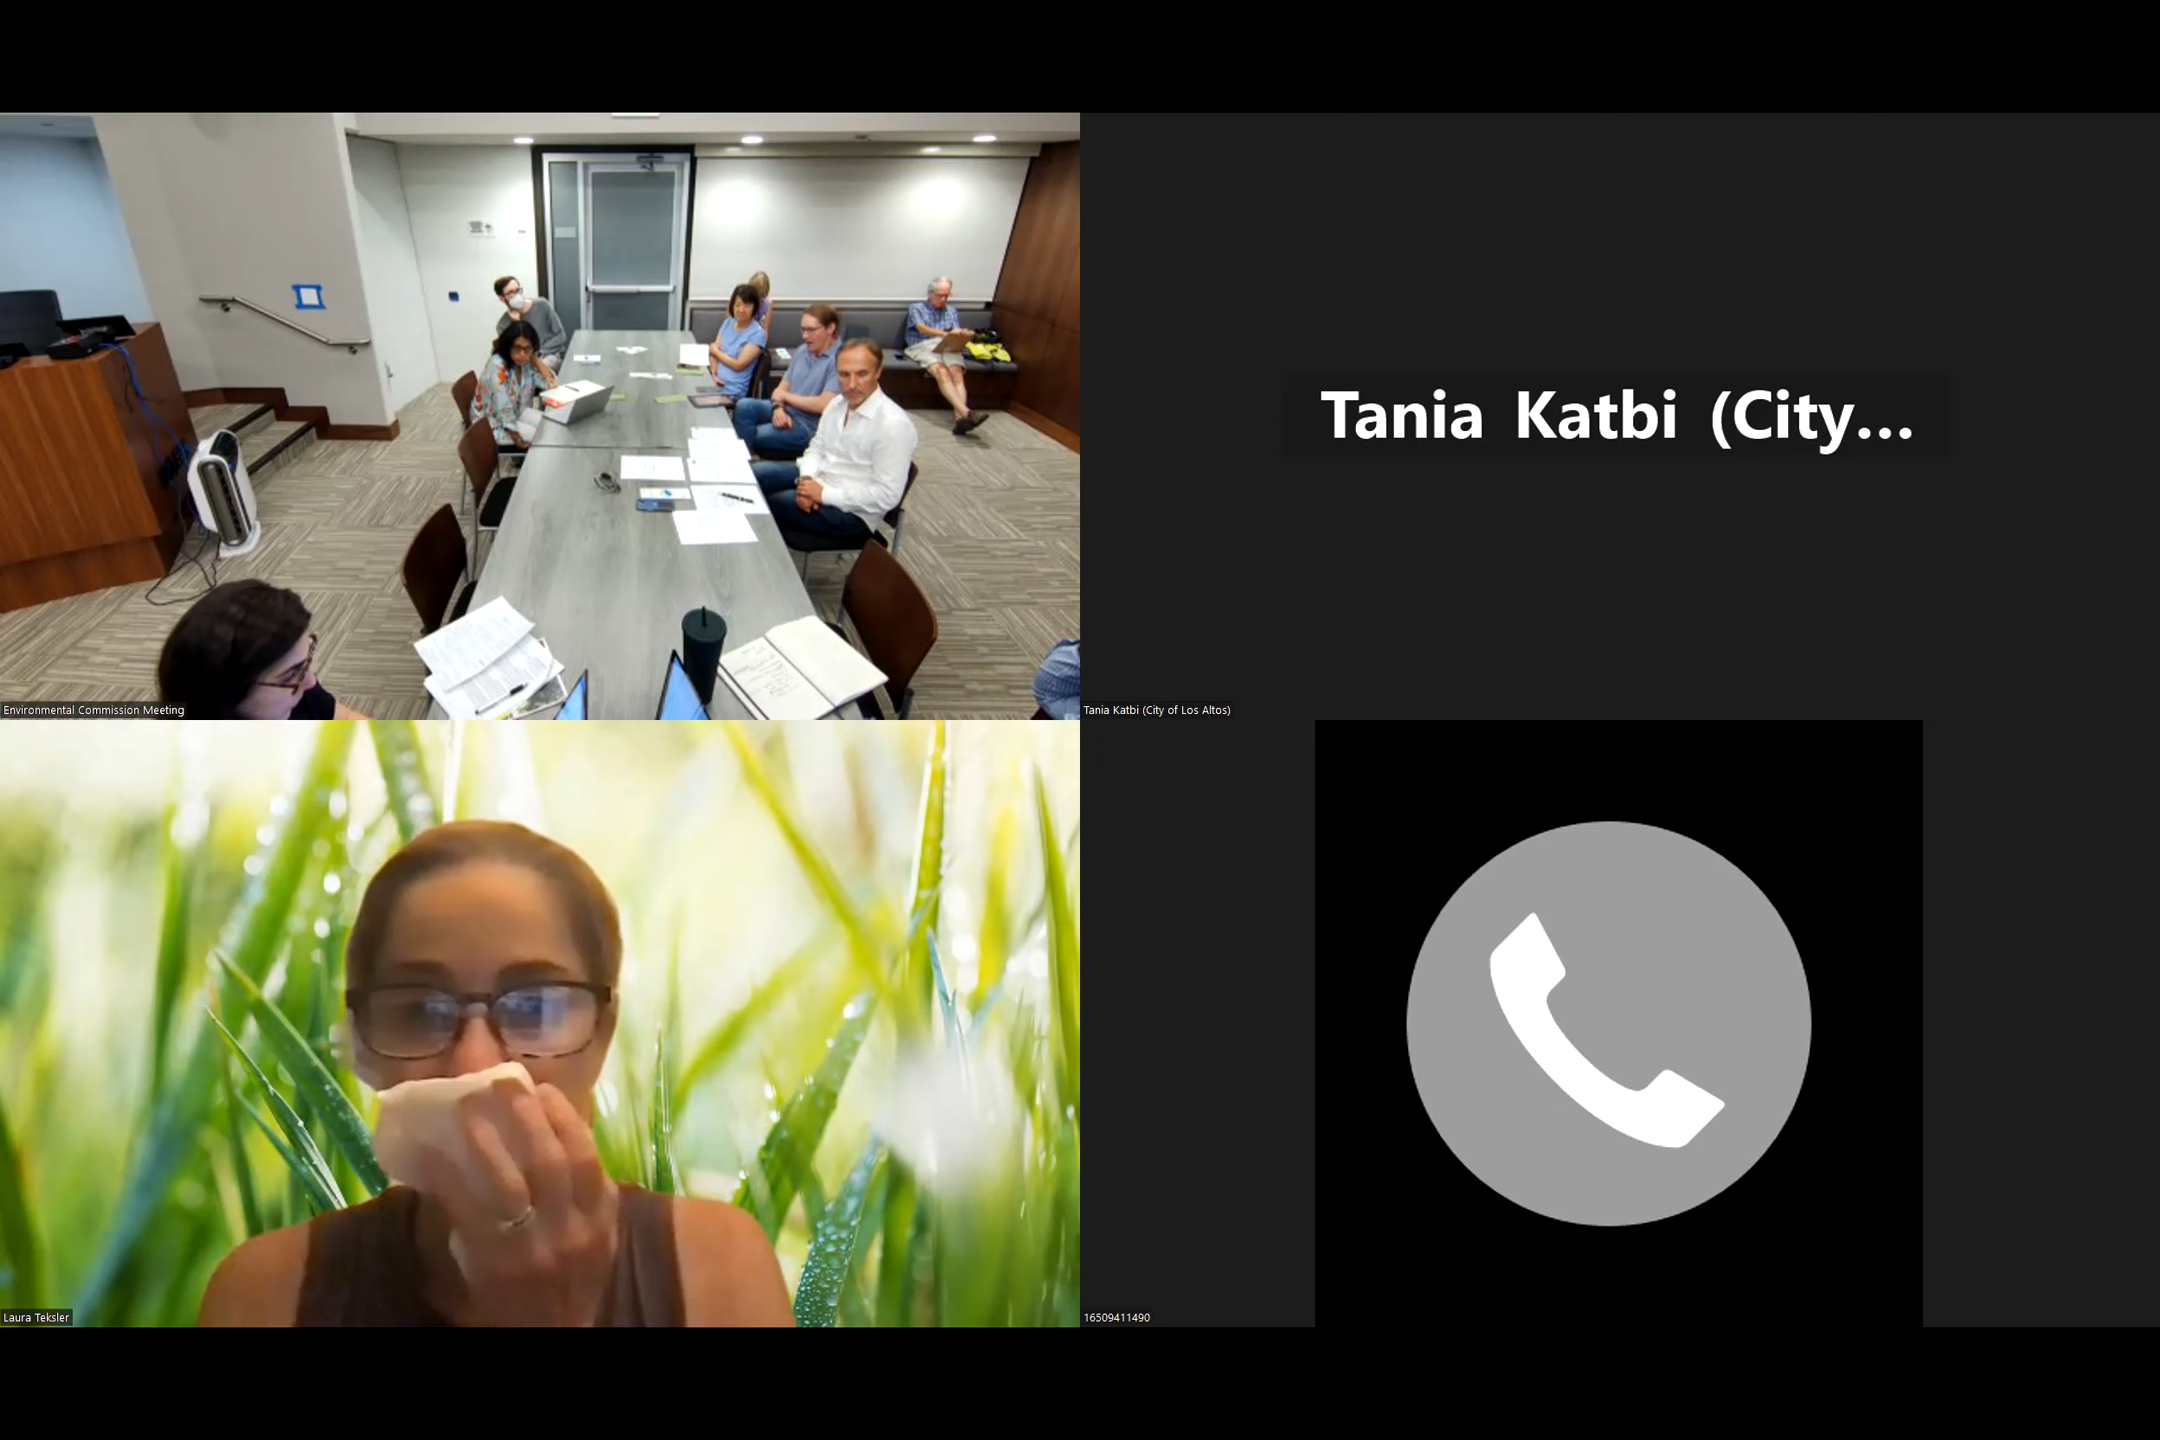 Tania Katbi (City...
Environmental Commission Meeting
Tania Katbi (City of Los Altos)
Laura Teksler
16509411490